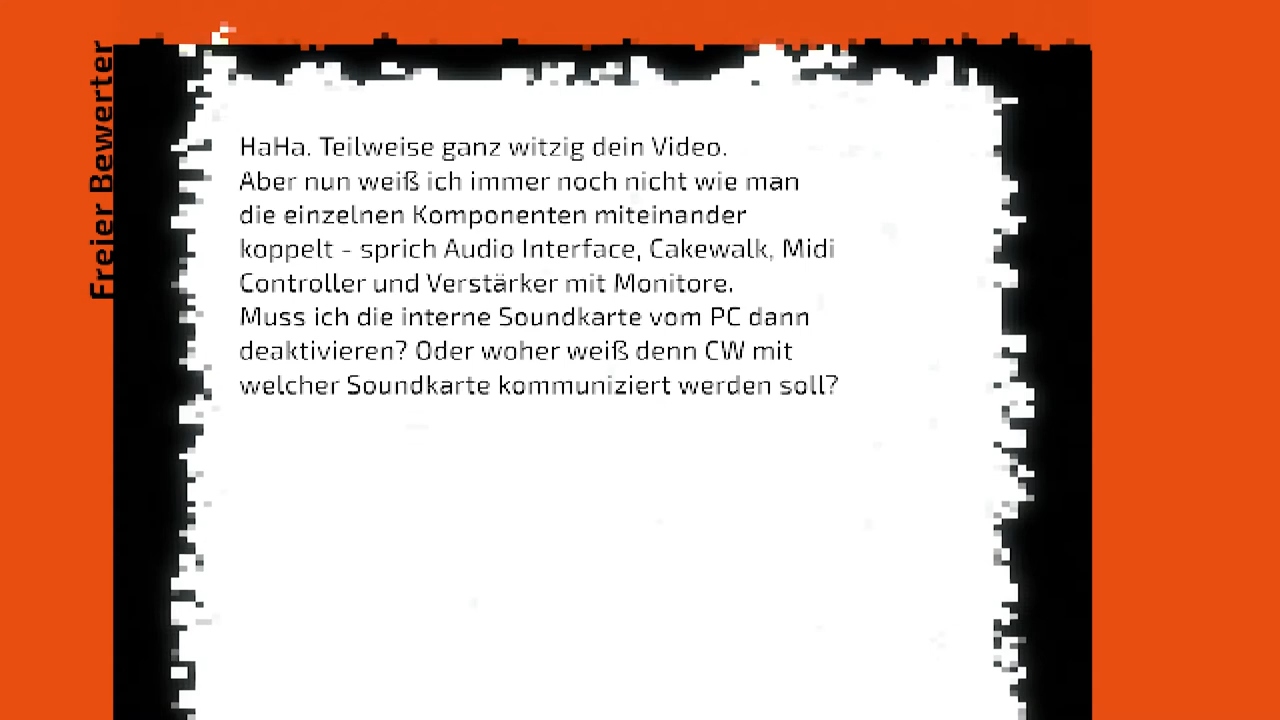 Freier Bewerter
HaHa. Teilweise ganz witzig dein Video.
Aber nun weiß ich immer noch nicht wie man
die einzelnen Komponenten miteinander
koppelt - sprich Audio Interface, Cakewalk, Midi
Controller und Verstärker mit Monitore.
Muss ich die interne Soundkarte vom PC dann
deaktivieren? Oder woher weiß denn CW mit
welcher Soundkarte kommuniziert werden soll?